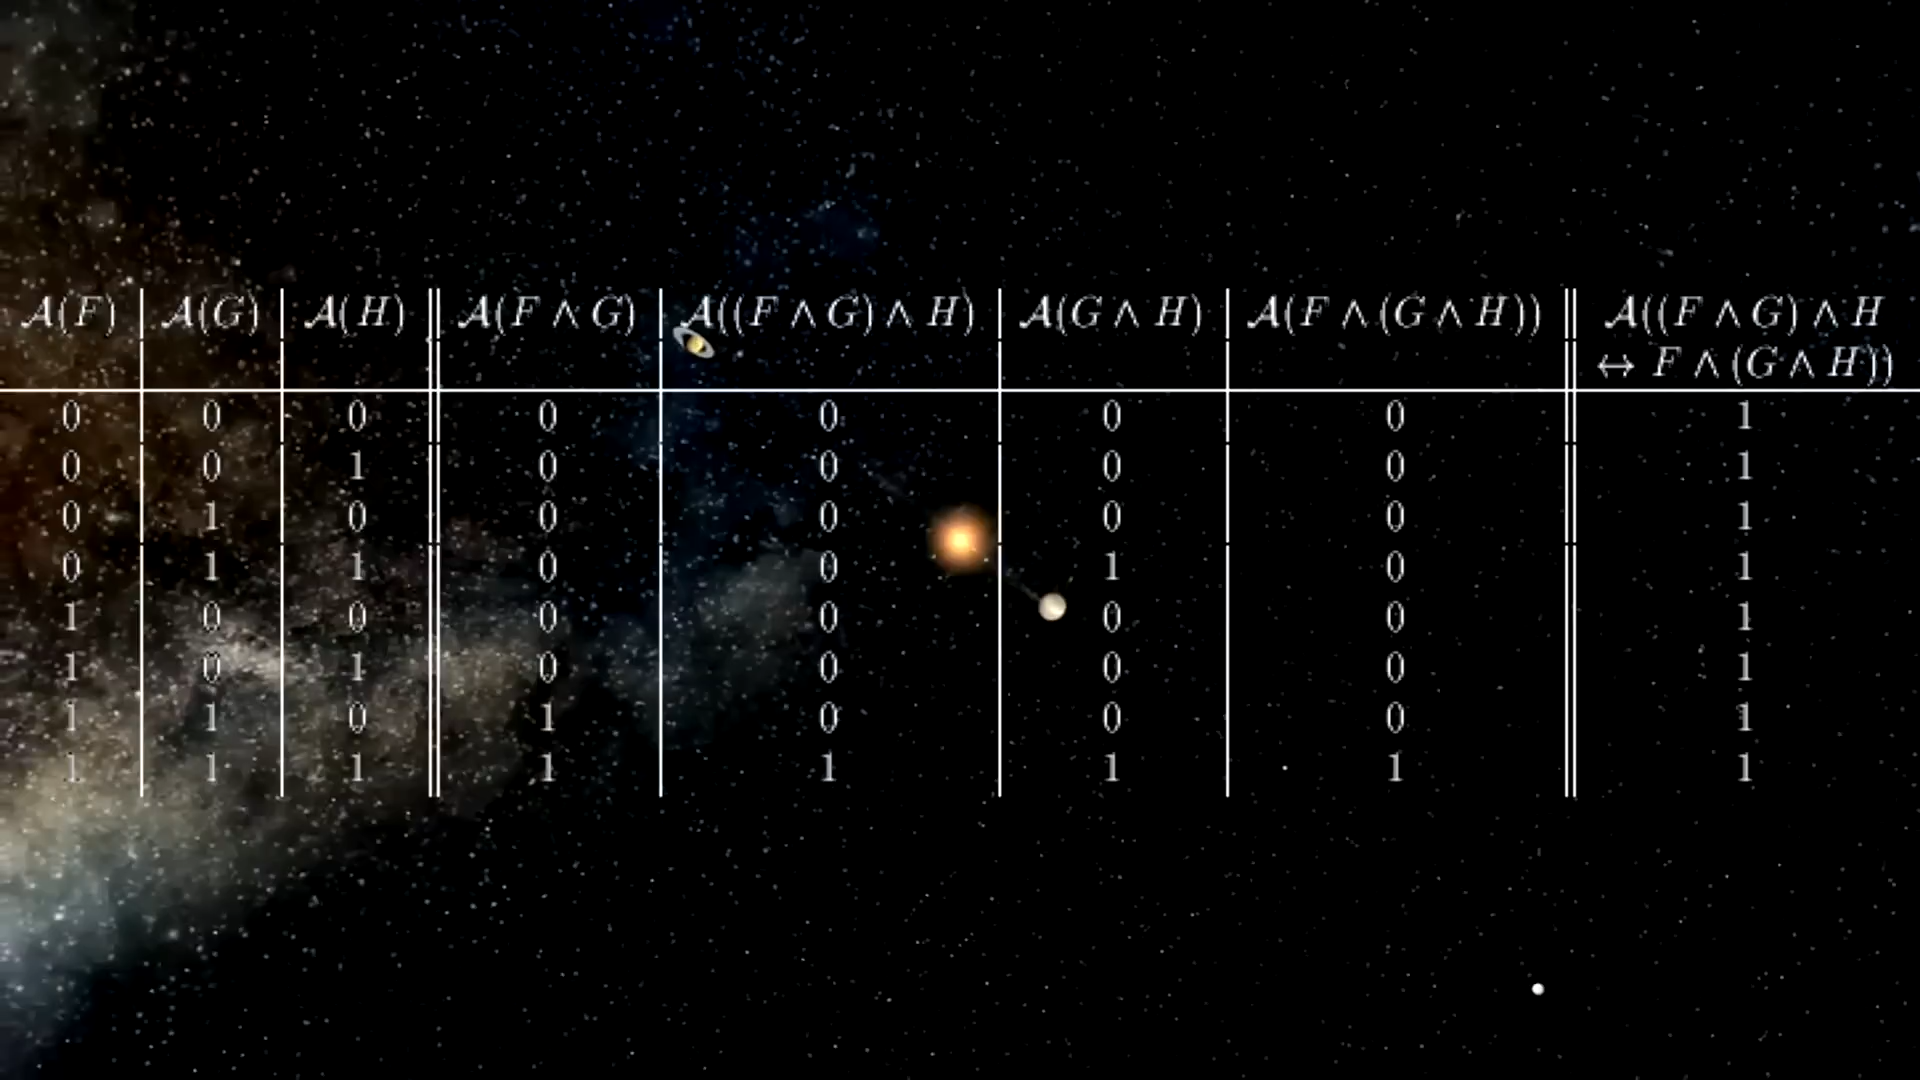 𝒜(F) 𝒜(G) 𝒜(H) 𝒜(F ∧ G) 𝒜((F ∧ G) ∧ H) 𝒜(G ∧ H) 𝒜(F ∧ (G ∧ H)) 𝒜((F ∧ G) ∧ H
↔ F ∧ (G ∧ H))
0 0 0 0 0 0 0 1
0 0 1 0 0 0 0 1
0 1 0 0 0 0 0 1
0 1 1 0 0 1 0 1
1 0 0 0 0 0 0 1
1 0 1 0 0 0 0 1
1 1 0 1 0 0 0 1
1 1 1 1 1 1 1 1